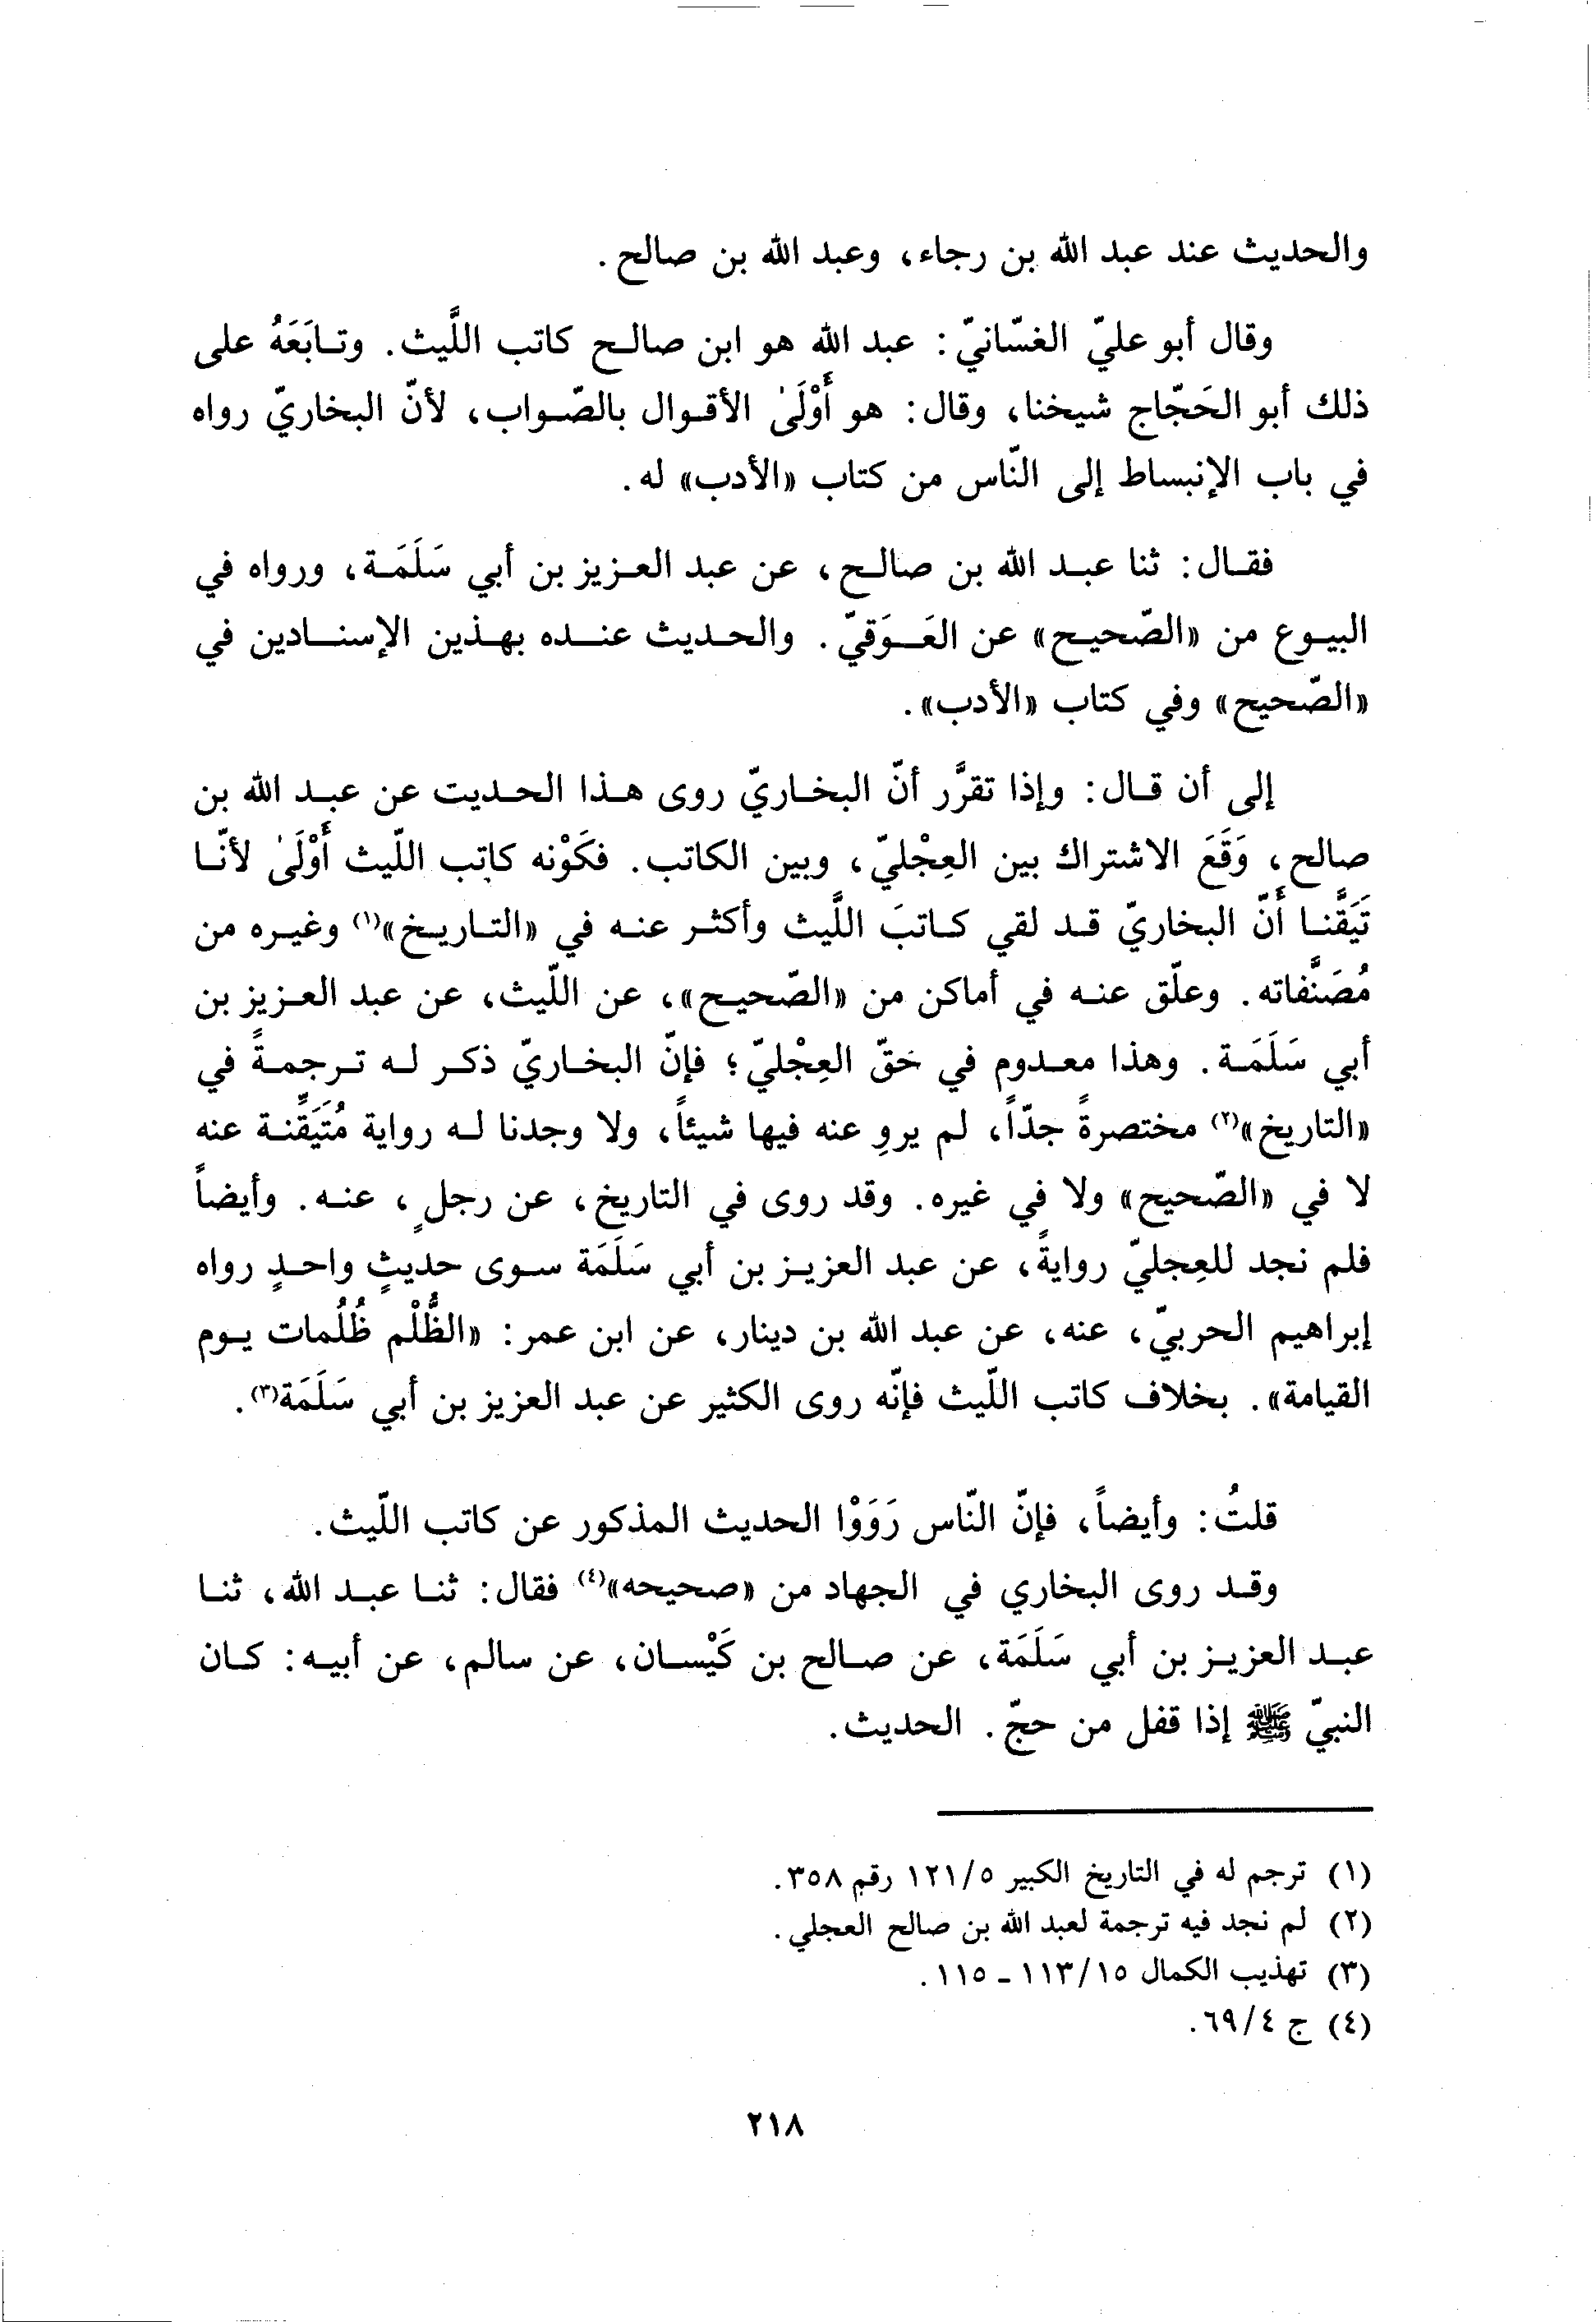 والحديث عند عبد الله بن رجاء، وعبد الله بن صالح.
وقال أبو عليّ الغسّانيّ: عبد الله هو ابن صالح كاتب اللَّيث. وتابَعَهُ على
ذلك أبو الحَجّاج شيخنا، وقال: هو أَوْلَىٰ الأقوال بالصّواب، لأنّ البخاريّ رواه
في باب الإنبساط إلى النّاس من كتاب «الأدب» له.
فقال: ثنا عبد الله بن صالح، عن عبد العزيز بن أبي سَلَمَة، ورواه في
البيوع من «الصّحيح» عن العَوَقيّ. والحديث عنده بهذين الإسنادين في
«الصّحيح» وفي كتاب «الأدب».
إلى أن قال: وإذا تقرَّر أنّ البخاريّ روى هذا الحديت عن عبد الله بن
صالح، وَقَعَ الاشتراك بين العِجْليّ، وبين الكاتب. فكَوْنه كاتب اللّيث أَوْلَىٰ لأنّا
تَيَقَّنا أنّ البخاريّ قد لقي كاتبَ اللَّيث وأكثر عنه في «التاريخ»(١) وغيره من
مُصَنَّفاته. وعلّق عنه في أماكن من «الصّحيح»، عن اللّيث، عن عبد العزيز بن
أبي سَلَمَة. وهذا معدوم في حَقّ العِجْليّ؛ فإنّ البخاريّ ذكر له ترجمةً في
«التاريخ»(٢) مختصرةً جدّاً، لم يروِ عنه فيها شيئاً، ولا وجدنا له رواية مُتَيَقَّنة عنه
لا في «الصّحيح» ولا في غيره. وقد روى في التاريخ، عن رجلٍ، عنه. وأيضاً
فلم نجد للعِجليّ روايةً، عن عبد العزيز بن أبي سَلَمَة سوى حديثٍ واحدٍ رواه
إبراهيم الحربيّ، عنه، عن عبد الله بن دينار، عن ابن عمر: «الظُّلْم ظُلُمات يوم
القيامة». بخلاف كاتب اللّيث فإنّه روى الكثير عن عبد العزيز بن أبي سَلَمَة(٣).
قلتُ: وأيضاً، فإنّ النّاس رَوَوْا الحديث المذكور عن كاتب اللّيث.
وقد روى البخاري في الجهاد من «صحيحه»(٤) فقال: ثنا عبد الله، ثنا
عبد العزيز بن أبي سَلَمَة، عن صالح بن كَيْسان، عن سالم، عن أبيه: كان
النبيّ ﷺ إذا قفل من حجّ. الحديث.
(١) ترجم له في التاريخ الكبير ١٢١/٥ رقم ٣٥٨.
(٢) لم نجد فيه ترجمة لعبد الله بن صالح العجلي.
(٣) تهذيب الكمال ١١٣/١٥ ـ ١١٥.
(٤) ج ٦٩/٤.
٢١٨